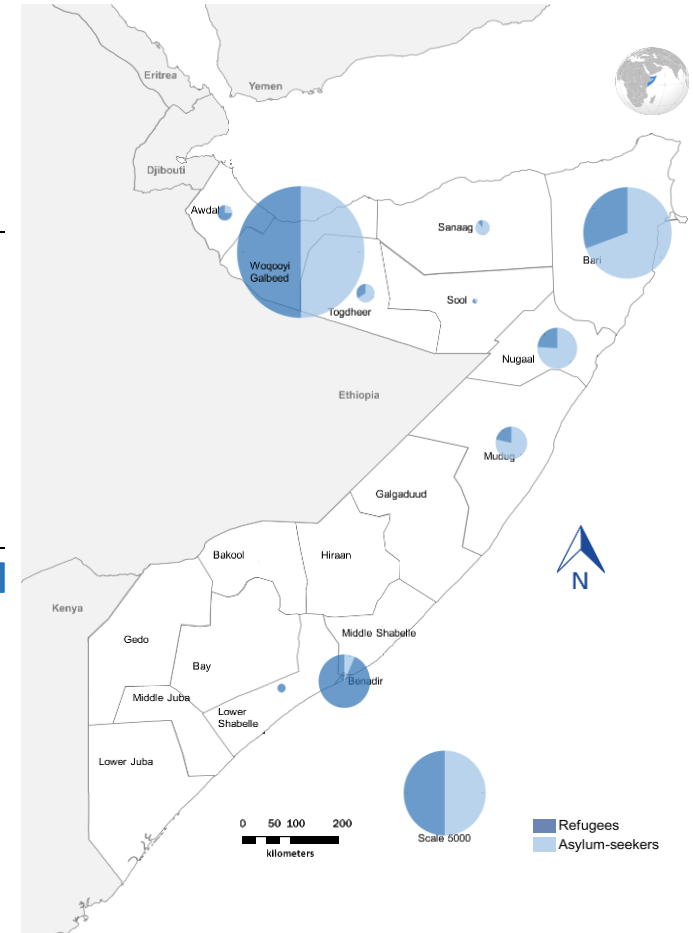 Eritrea
Yemen
Djibouti
Awdal
Sanaag
Woqooyi
Galbeed
Bari
Sool
Togdheer
Nugaal
Ethiopia
Mudug
Galgaduud
Bakool
Hiraan
Kenya
Gedo
Middle Shabelle
Bay
Benadir
Middle Juba
Lower
Shabelle
Lower Juba
0 50 100 200
kilometers
Scale 5000
Refugees
Asylum-seekers
N